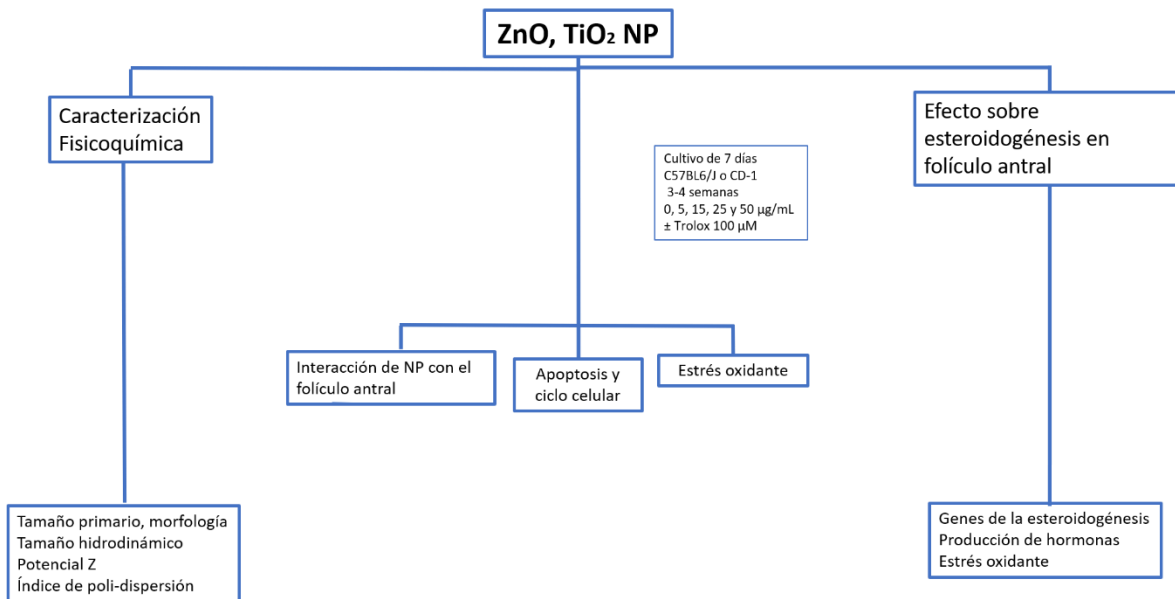 ZnO, TiO₂ NP
Caracterización
Fisicoquímica
Efecto sobre
esteroidogénesis en
folículo antral
Cultivo de 7 días
C57BL6/J o CD-1
3-4 semanas
0, 5, 15, 25 y 50 µg/mL
± Trolox 100 µM
Interacción de NP con el
folículo antral
Apoptosis y
ciclo celular
Estrés oxidante
Tamaño primario, morfología
Tamaño hidrodinámico
Potencial Z
Índice de poli-dispersión
Genes de la esteroidogénesis
Producción de hormonas
Estrés oxidante